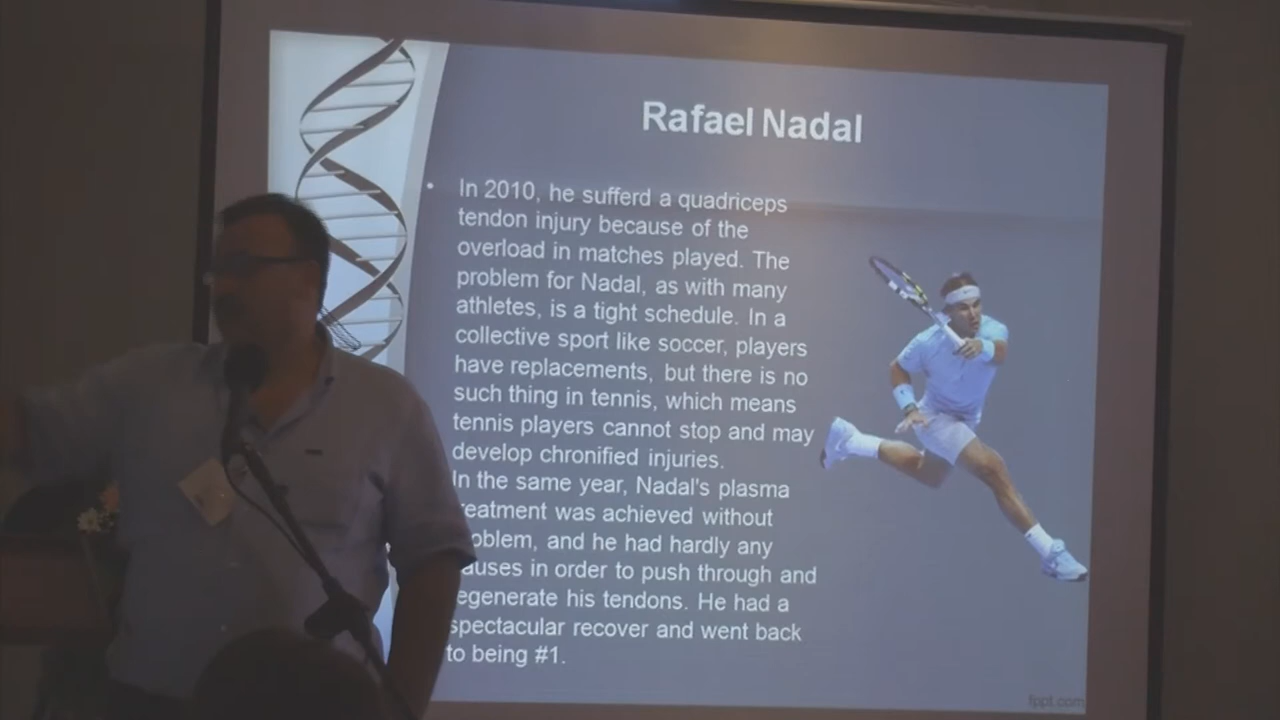 Rafael Nadal
• In 2010, he sufferd a quadriceps
tendon injury because of the
overload in matches played. The
problem for Nadal, as with many
athletes, is a tight schedule. In a
collective sport like soccer, players
have replacements, but there is no
such thing in tennis, which means
tennis players cannot stop and may
develop chronified injuries.
In the same year, Nadal's plasma
reatment was achieved without
oblem, and he had hardly any
auses in order to push through and
egenerate his tendons. He had a
spectacular recover and went back
to being #1.
fppt.com